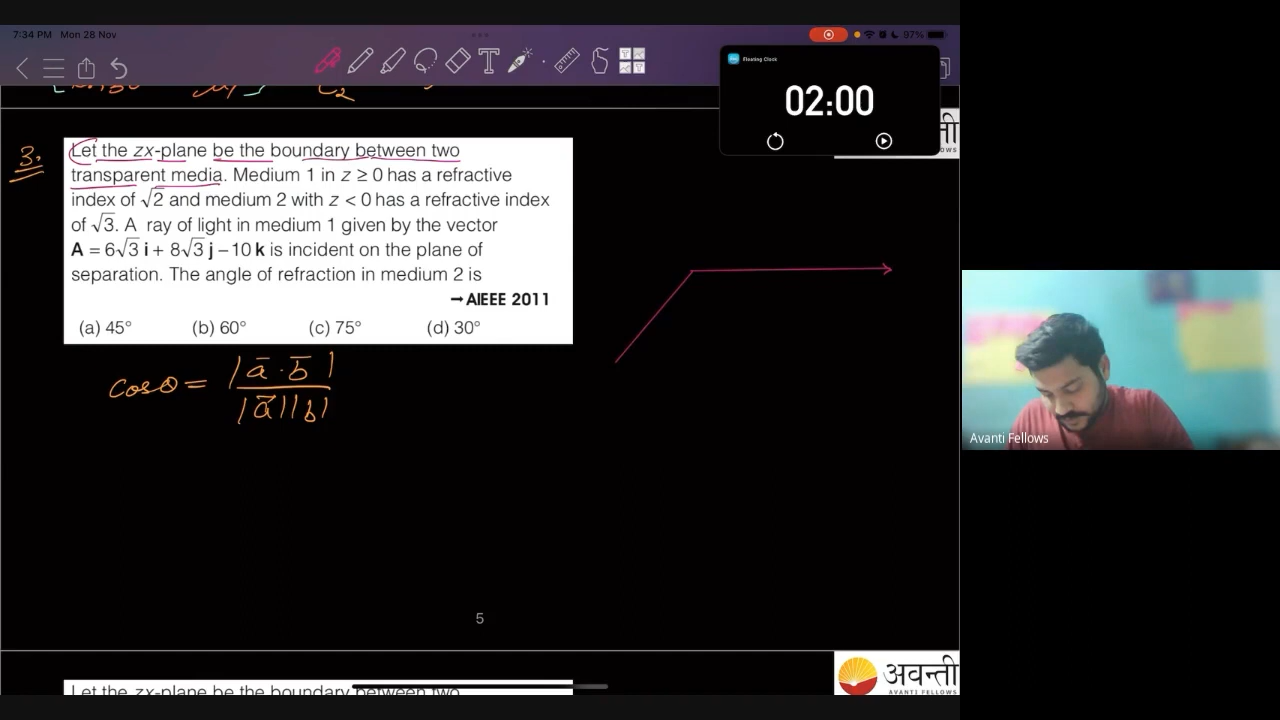 7:34 PM Mon 28 Nov
97%
Floating Clock
02:00
3.
Let the zx-plane be the boundary between two
transparent media. Medium 1 in z ≥ 0 has a refractive
index of √2 and medium 2 with z < 0 has a refractive index
of √3. A ray of light in medium 1 given by the vector
A = 6√3 i + 8√3 j – 10 k is incident on the plane of
separation. The angle of refraction in medium 2 is
→AIEEE 2011
(a) 45° (b) 60° (c) 75° (d) 30°
cosθ = |a̅ · b̅| / |a̅||b|
Avanti Fellows
5
अवन्ती
AVANTI FELLOWS
Let the zx-plane be the boundary between two